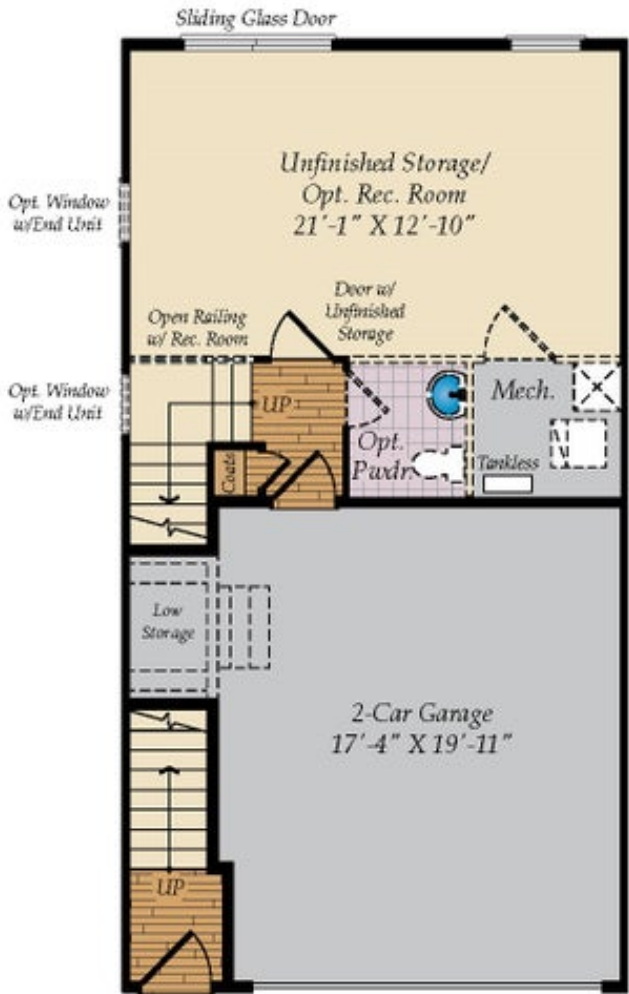 Sliding Glass Door
Unfinished Storage/
Opt. Rec. Room
21'-1" X 12'-10"
Opt. Window
w/End Unit
Door w/
Unfinished
Storage
Open Railing
w/ Rec. Room
Opt. Window
w/End Unit
UP
Mech.
Opt.
Pwdr.
Coats
Tankless
Low
Storage
2-Car Garage
17'-4" X 19'-11"
UP